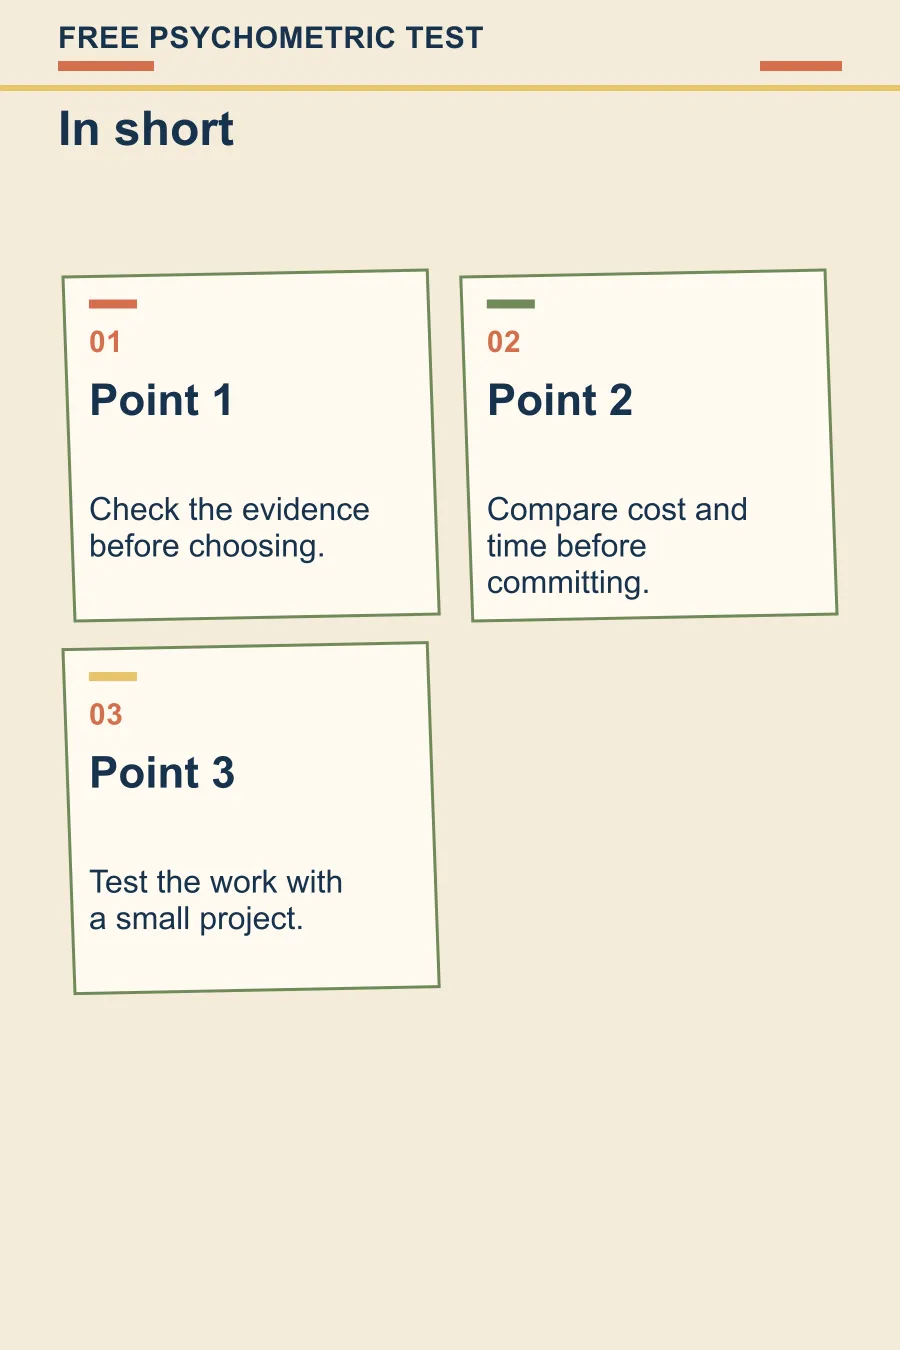 FREE PSYCHOMETRIC TEST
In short
01
Point 1
Check the evidence
before choosing.
02
Point 2
Compare cost and
time before
committing.
03
Point 3
Test the work with
a small project.